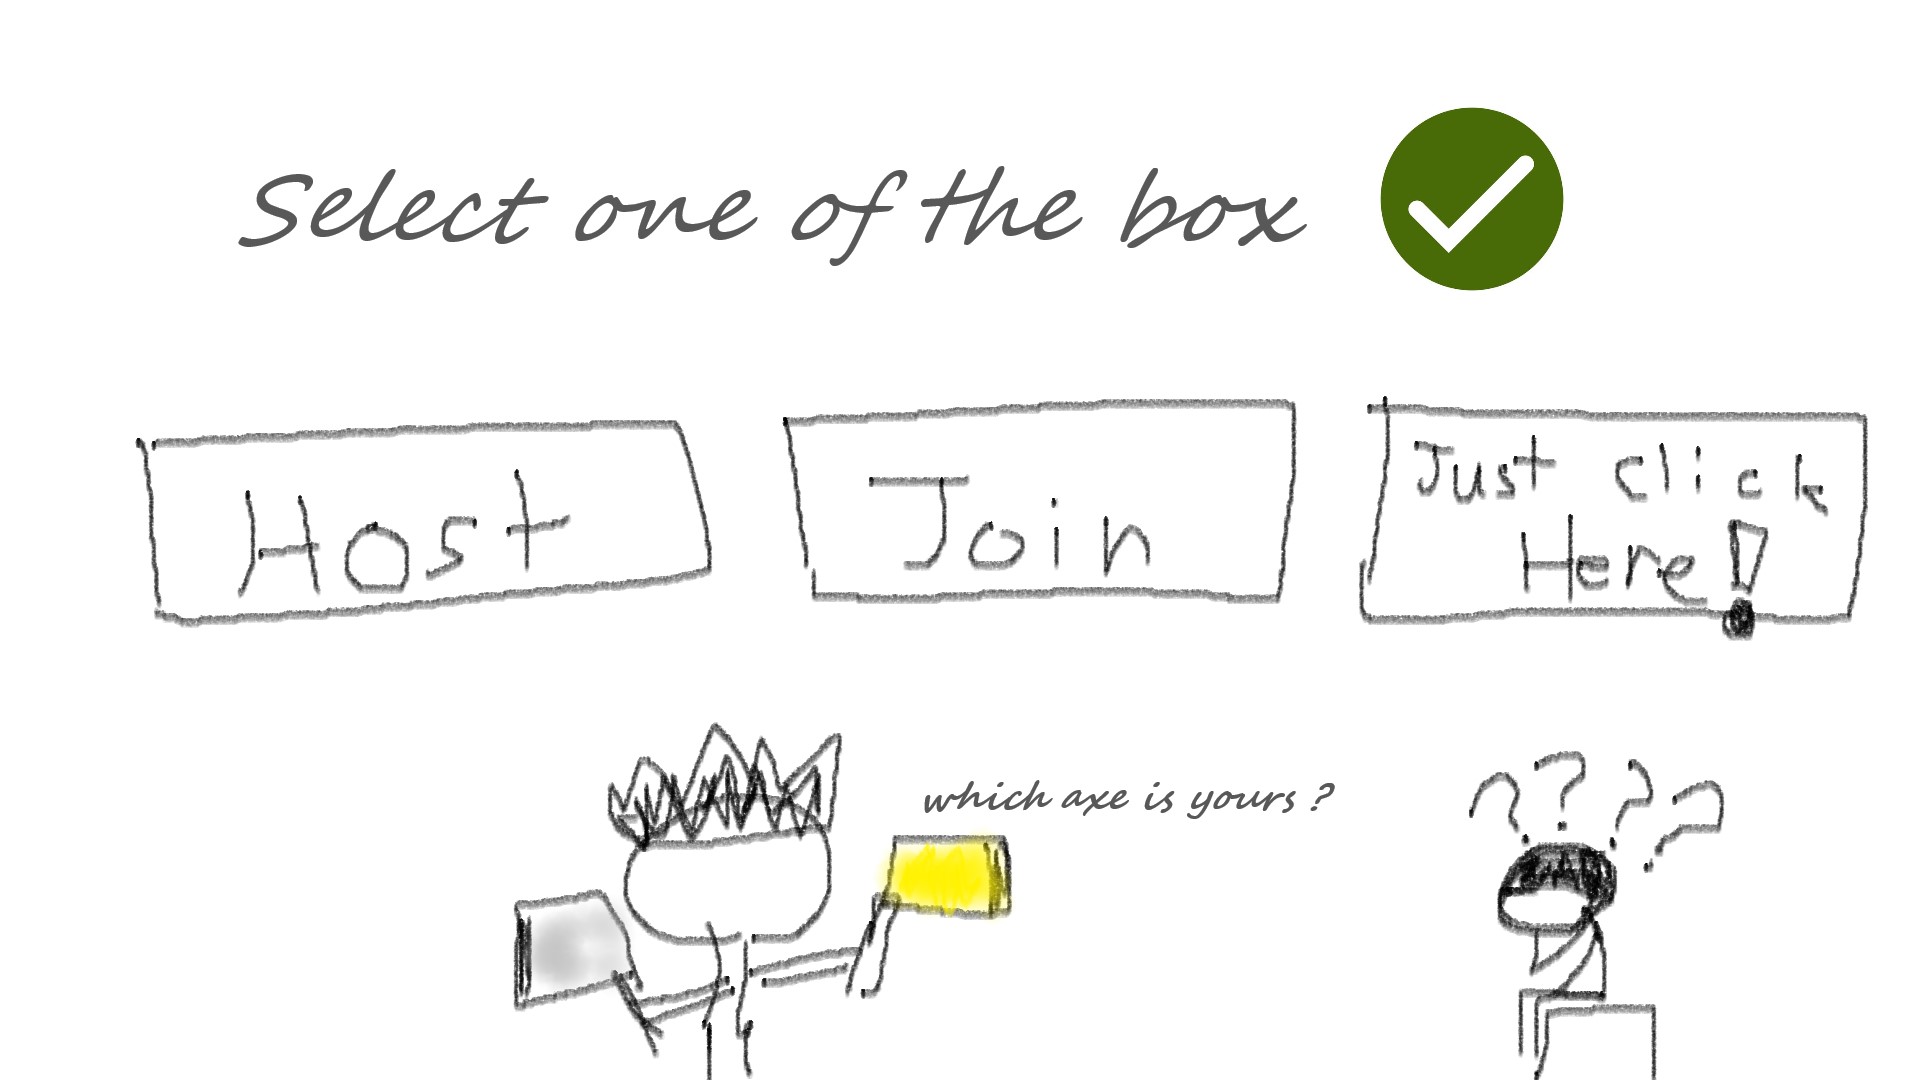 Select one of the box
Host
Join
Just click
Here!
which axe is yours ?
? ? ? ?